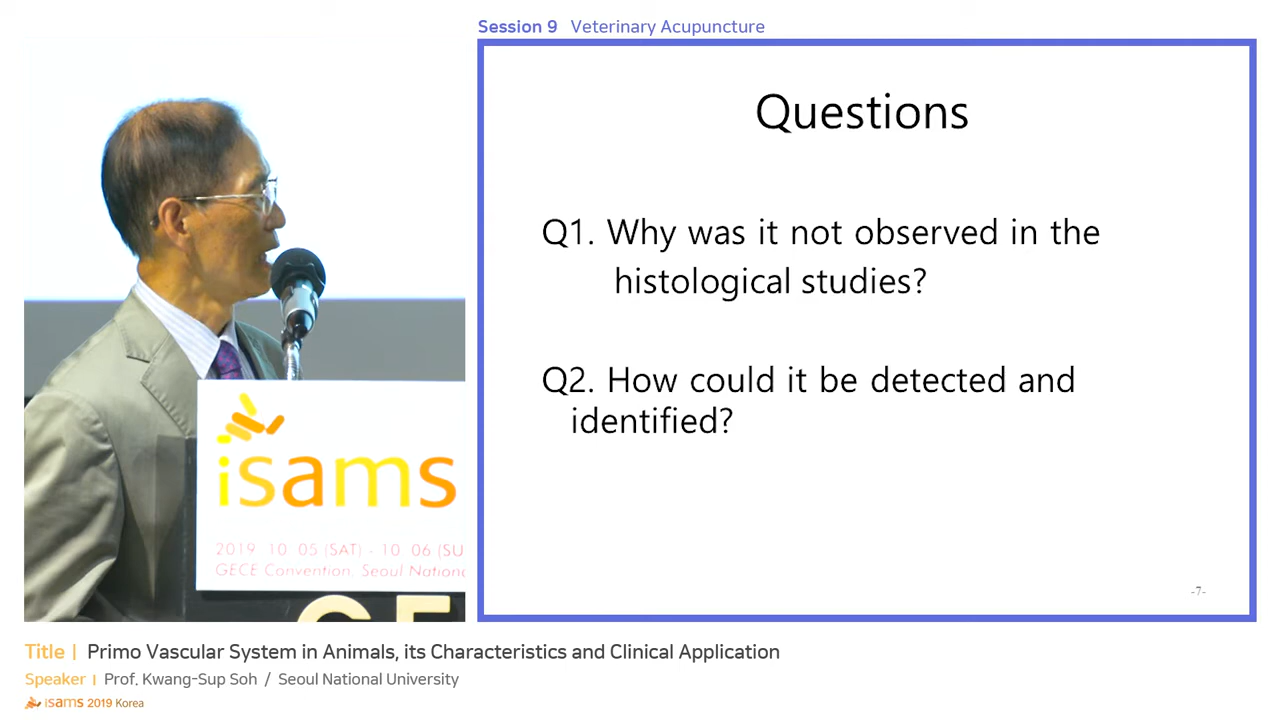 Session 9 Veterinary Acupuncture
Questions
Q1. Why was it not observed in the
histological studies?
Q2. How could it be detected and
identified?
-7-
isams
2019 10 05 (SAT) - 10 06 (SU
GECE Convention, Seoul Nationa
Title | Primo Vascular System in Animals, its Characteristics and Clinical Application
Speaker | Prof. Kwang-Sup Soh / Seoul National University
isams 2019 Korea